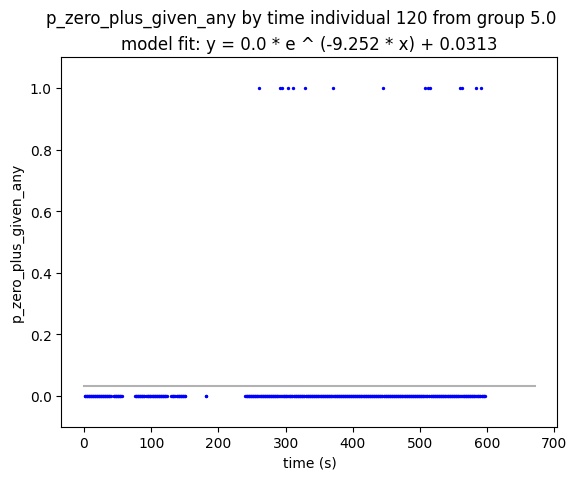 p_zero_plus_given_any by time individual 120 from group 5.0
model fit: y = 0.0 * e ^ (-9.252 * x) + 0.0313
1.0
0.8
0.6
0.4
0.2
0.0
p_zero_plus_given_any
0 100 200 300 400 500 600 700
time (s)